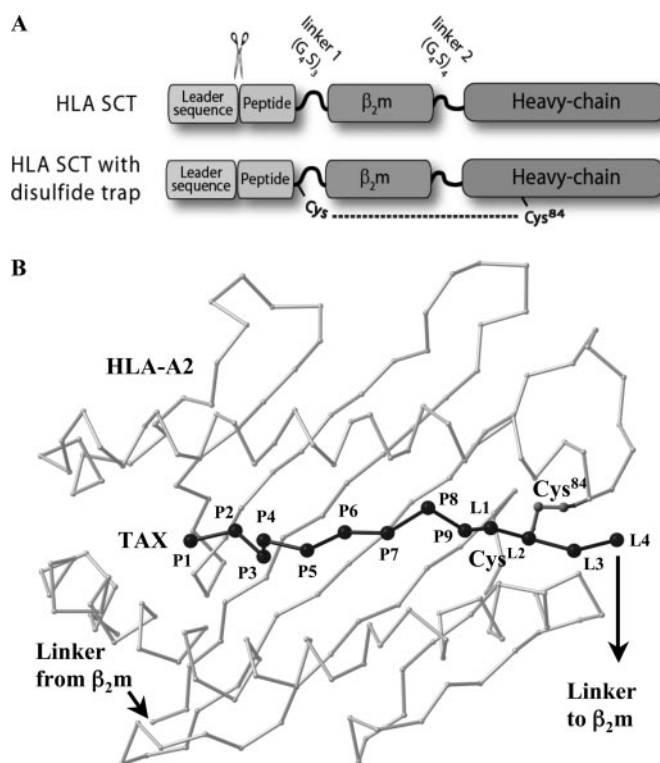 A
linker 1
(G₄S)₃
linker 2
(G₄S)₄
HLA SCT
Leader
sequence
Peptide
β₂m
Heavy-chain
HLA SCT with
disulfide trap
Leader
sequence
Peptide
β₂m
Heavy-chain
Cys
Cys⁸⁴
B
HLA-A2
Cys⁸⁴
TAX
P1
P2
P3
P4
P5
P6
P7
P8
P9
L1
Cys
L2
L3
L4
Linker
from β₂m
Linker
to β₂m